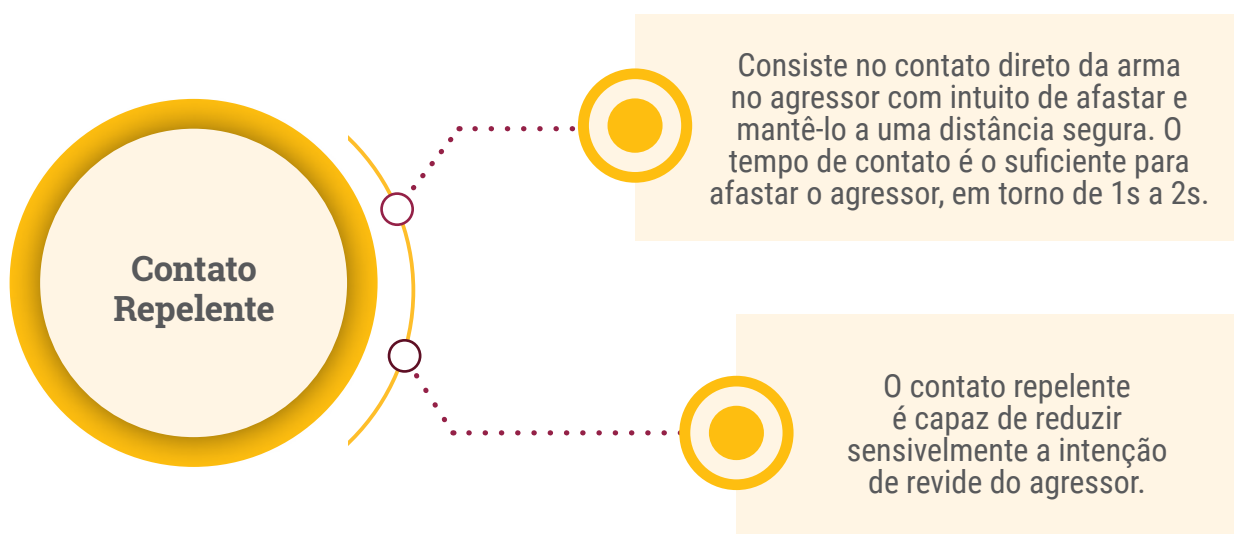 Contato
Repelente
Consiste no contato direto da arma
no agressor com intuito de afastar e
mantê-lo a uma distância segura. O
tempo de contato é o suficiente para
afastar o agressor, em torno de 1s a 2s.
O contato repelente
é capaz de reduzir
sensivelmente a intenção
de revide do agressor.